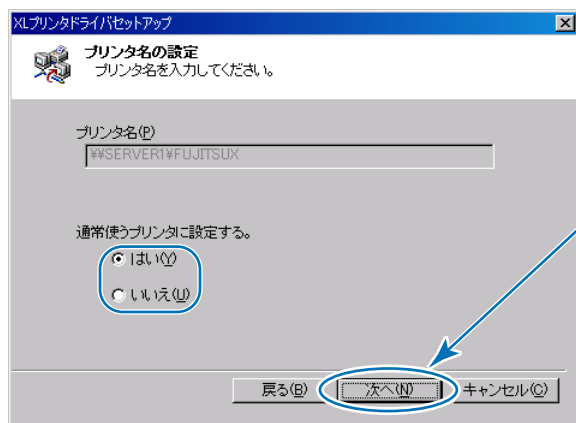 XLプリンタドライバセットアップ
プリンタ名の設定
プリンタ名を入力してください。
プリンタ名(P)
¥¥SERVER1¥FUJITSUX
通常使うプリンタに設定する。
はい(Y)
いいえ(U)
戻る(B) 次へ(N) キャンセル(C)